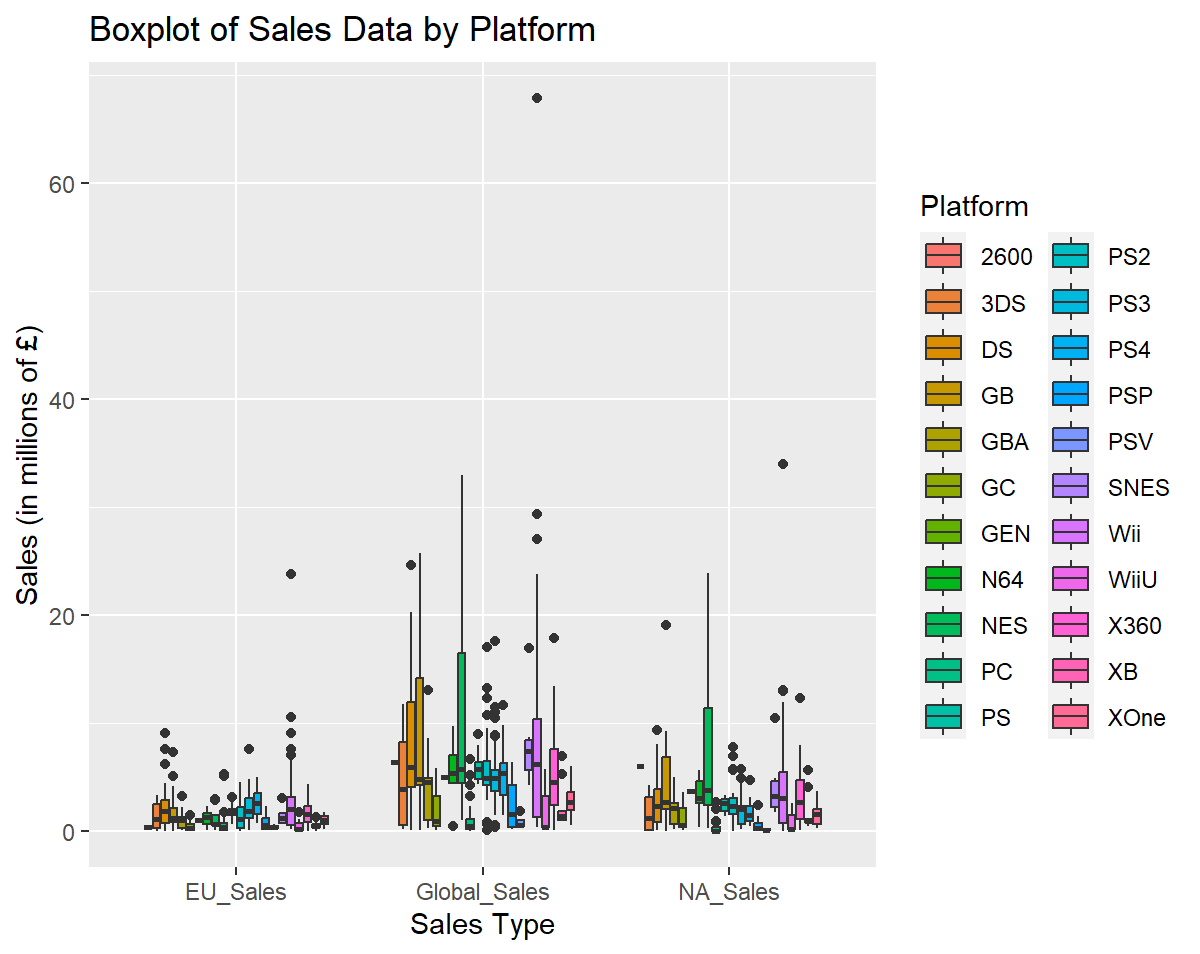 Boxplot of Sales Data by Platform
Sales (in millions of £)
60
40
20
0
EU_Sales
Global_Sales
NA_Sales
Sales Type
Platform
2600
3DS
DS
GB
GBA
GC
GEN
N64
NES
PC
PS
PS2
PS3
PS4
PSP
PSV
SNES
Wii
WiiU
X360
XB
XOne